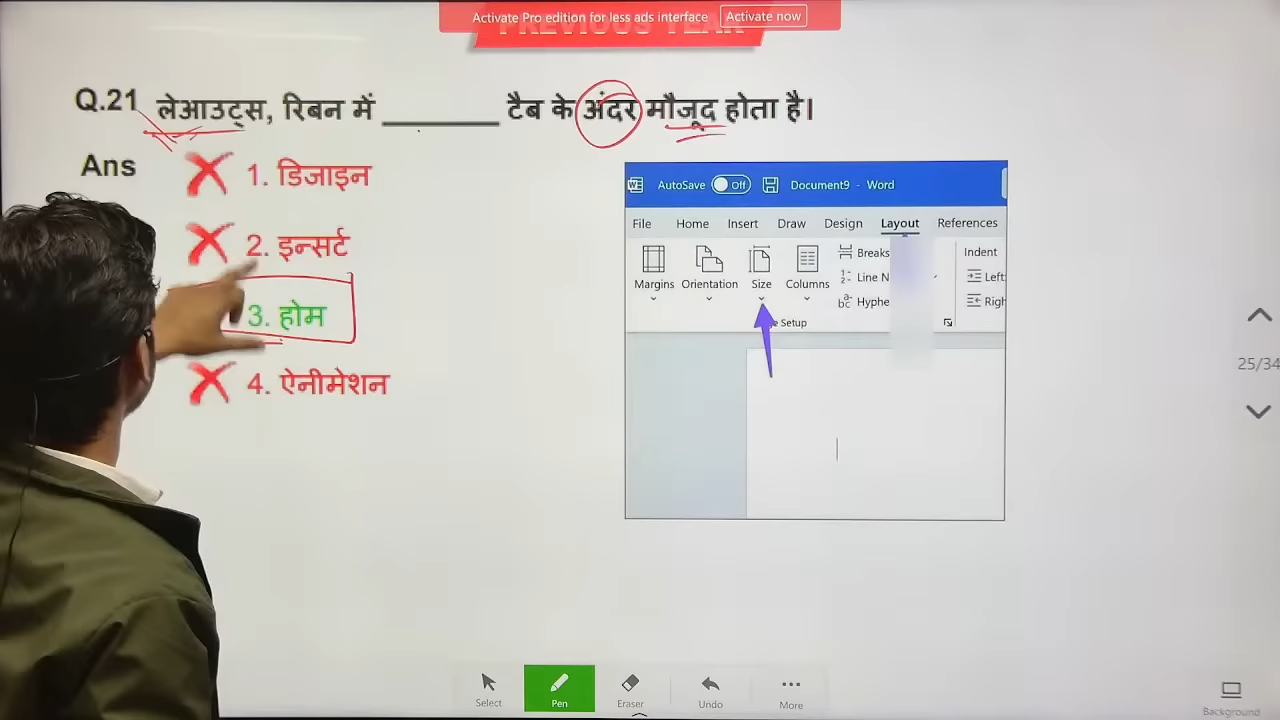 Activate Pro edition for less ads interface Activate now
PREVIOUS YEAR
Q.21 लेआउट्स, रिबन में ________ टैब के अंदर मौजूद होता है।
Ans
1. डिजाइन
2. इन्सर्ट
3. होम
4. ऐनीमेशन
AutoSave Off Document9 - Word
File Home Insert Draw Design Layout References
Margins Orientation Size Columns
Breaks
Line N
Hyphe
Setup
Indent
Left:
Righ
25/34
Select Pen Eraser Undo More
Background